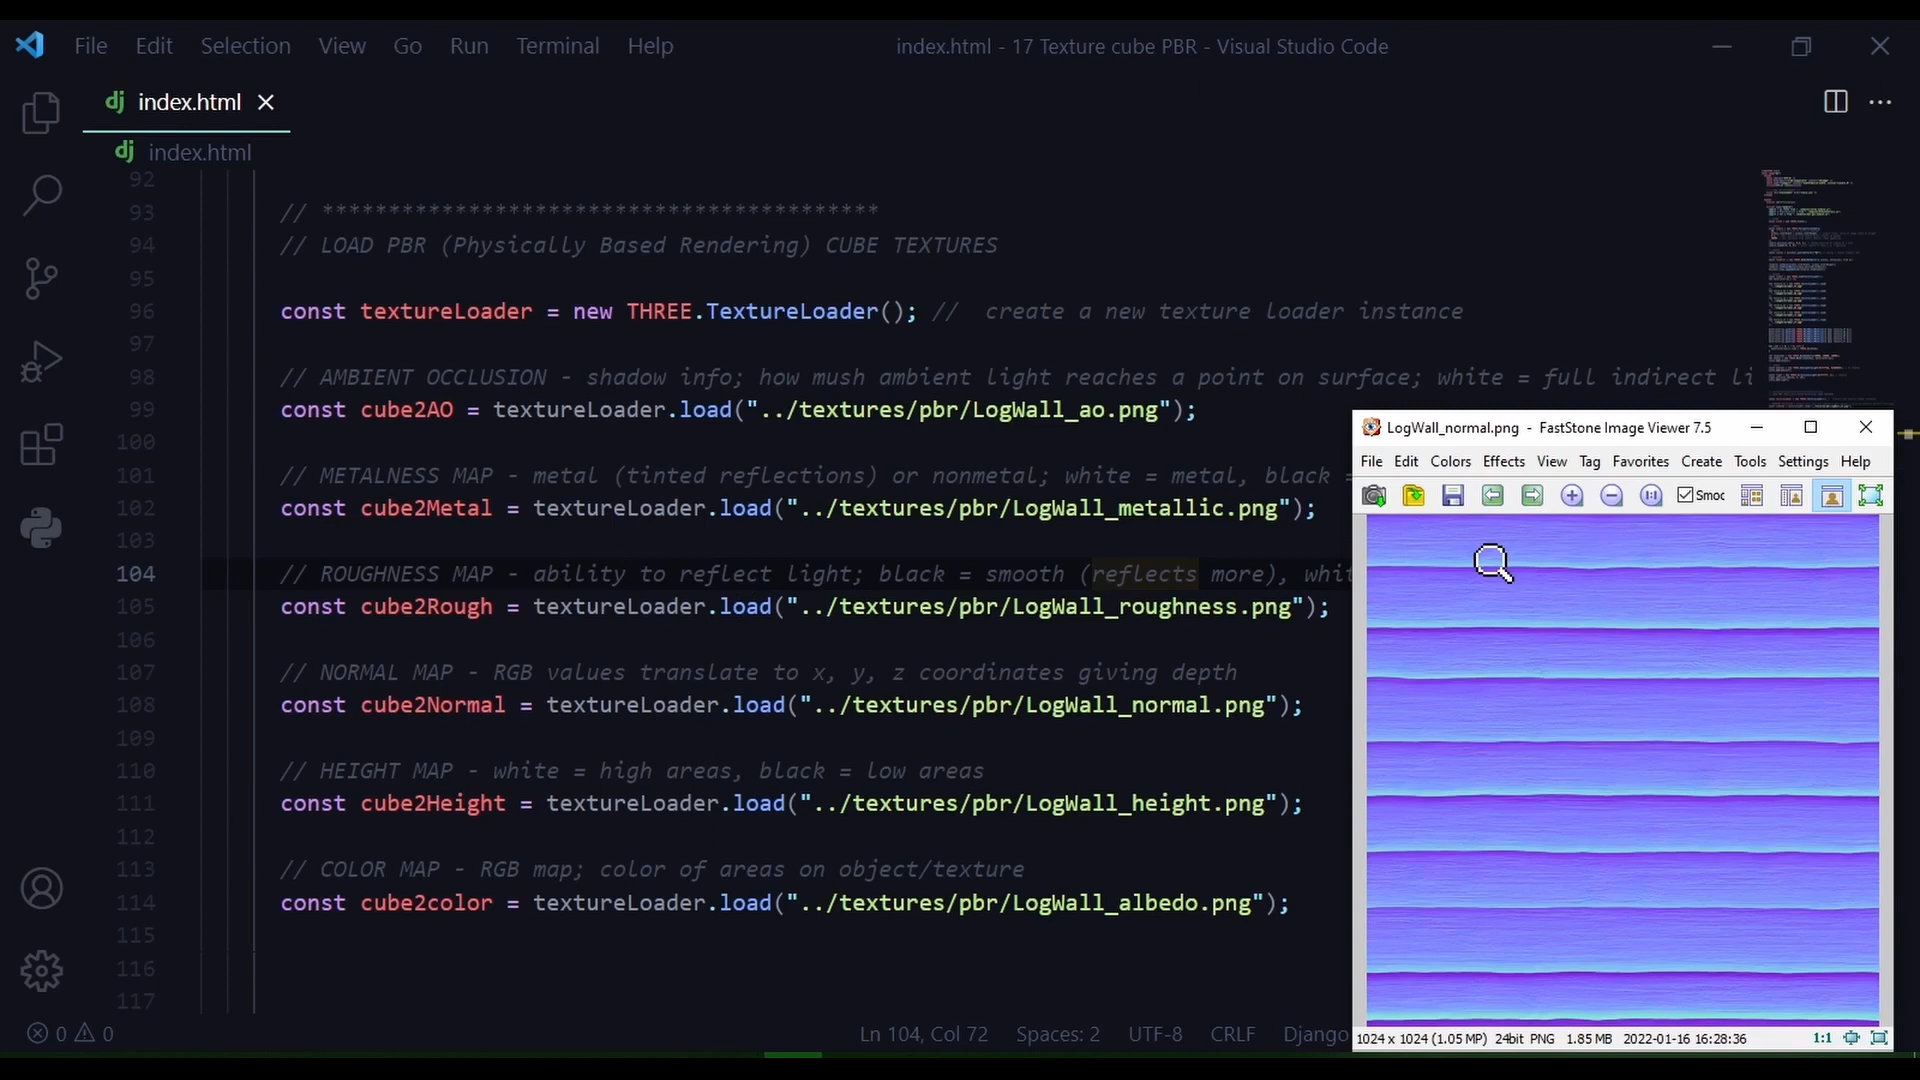 File Edit Selection View Go Run Terminal Help
index.html - 17 Texture cube PBR - Visual Studio Code
dj index.html
dj index.html
92
93 // ******************************************
94 // LOAD PBR (Physically Based Rendering) CUBE TEXTURES
95
96 const textureLoader = new THREE.TextureLoader(); //  create a new texture loader instance
97
98 // AMBIENT OCCLUSION - shadow info; how mush ambient light reaches a point on surface; white = full indirect li
99 const cube2AO = textureLoader.load("../textures/pbr/LogWall_ao.png");
100
101 // METALNESS MAP - metal (tinted reflections) or nonmetal; white = metal, black =
102 const cube2Metal = textureLoader.load("../textures/pbr/LogWall_metallic.png");
103
104 // ROUGHNESS MAP - ability to reflect light; black = smooth (reflects more), whit
105 const cube2Rough = textureLoader.load("../textures/pbr/LogWall_roughness.png");
106
107 // NORMAL MAP - RGB values translate to x, y, z coordinates giving depth
108 const cube2Normal = textureLoader.load("../textures/pbr/LogWall_normal.png");
109
110 // HEIGHT MAP - white = high areas, black = low areas
111 const cube2Height = textureLoader.load("../textures/pbr/LogWall_height.png");
112
113 // COLOR MAP - RGB map; color of areas on object/texture
114 const cube2color = textureLoader.load("../textures/pbr/LogWall_albedo.png");
115
116
117
0 0 Ln 104, Col 72 Spaces: 2 UTF-8 CRLF Django
LogWall_normal.png - FastStone Image Viewer 7.5
File Edit Colors Effects View Tag Favorites Create Tools Settings Help
1:1 Smoc
1024 x 1024 (1.05 MP) 24bit PNG 1.85 MB 2022-01-16 16:28:36 1:1